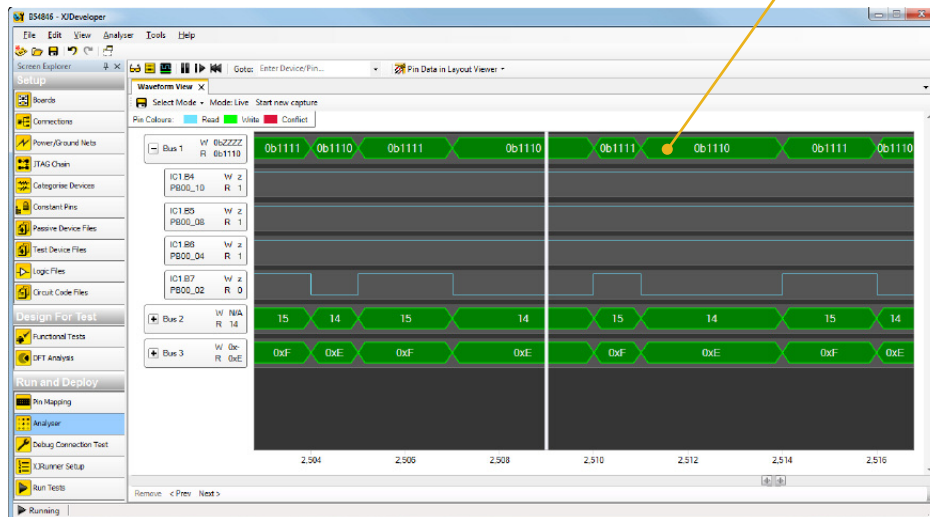 B54846 - XJDeveloper
File Edit View Analyser Tools Help
Screen Explorer
Setup
Boards
Connections
Power/Ground Nets
JTAG Chain
Categorise Devices
Constant Pins
Passive Device Files
Test Device Files
Logic Files
Circuit Code Files
Design For Test
Functional Tests
DFT Analysis
Run and Deploy
Pin Mapping
Analyser
Debug Connection Test
XJRunner Setup
Run Tests
Running
Goto: Enter Device/Pin... Pin Data in Layout Viewer
Waveform View X
Select Mode Mode: Live Start new capture
Pin Colours: Read Write Conflict
Bus 1 W 0bZZZZ
R 0b1110
0b1111 0b1110 0b1111 0b1110 0b1111 0b1110 0b1111 0b1110
IC1.B4 W z
PB00_10 R 1
IC1.B5 W z
PB00_08 R 1
IC1.B6 W z
PB00_04 R 1
IC1.B7 W z
PB00_02 R 0
Bus 2 W N/A
R 14
15 14 15 14 15 14 15 14
Bus 3 W 0x-
R 0xE
0xF 0xE 0xF 0xE 0xF 0xE 0xF 0xE
2,504 2,506 2,508 2,510 2,512 2,514 2,516
Remove < Prev Next >